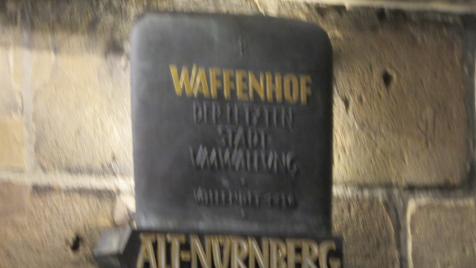 WAFFENHOF
DER LETZTEN
STADT
UMWALLUNG
ALT-NÜRNBERG